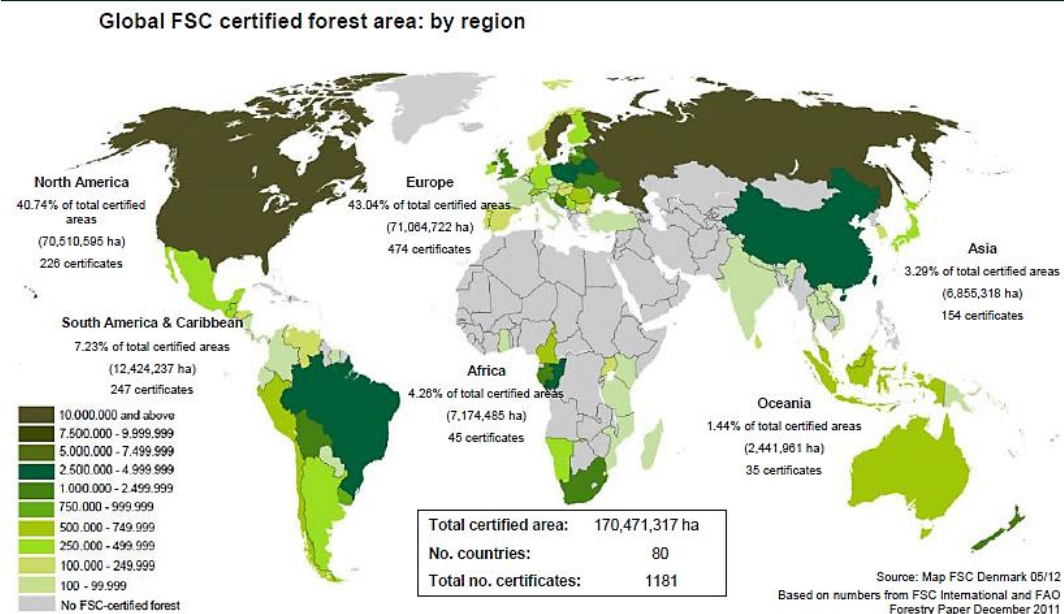 Global FSC certified forest area: by region
North America
40.74% of total certified
areas
(70,510,595 ha)
226 certificates
Europe
43.04% of total certified areas
(71,064,722 ha)
474 certificates
Asia
3.29% of total certified areas
(6,855,318 ha)
154 certificates
South America & Caribbean
7.23% of total certified areas
(12,424,237 ha)
247 certificates
Africa
4.26% of total certified areas
(7,174,485 ha)
45 certificates
Oceania
1.44% of total certified areas
(2,441,961 ha)
35 certificates
10.000.000 and above
7.500.000 - 9.999.999
5.000.000 - 7.499.999
2.500.000 - 4.999.999
1.000.000 - 2.499.999
750.000 - 999.999
500.000 - 749.999
250.000 - 499.999
100.000 - 249.999
100 - 99.999
No FSC-certified forest
Total certified area: 170,471,317 ha
No. countries: 80
Total no. certificates: 1181
Source: Map FSC Denmark 05/12
Based on numbers from FSC International and FAO
Forestry Paper December 2011